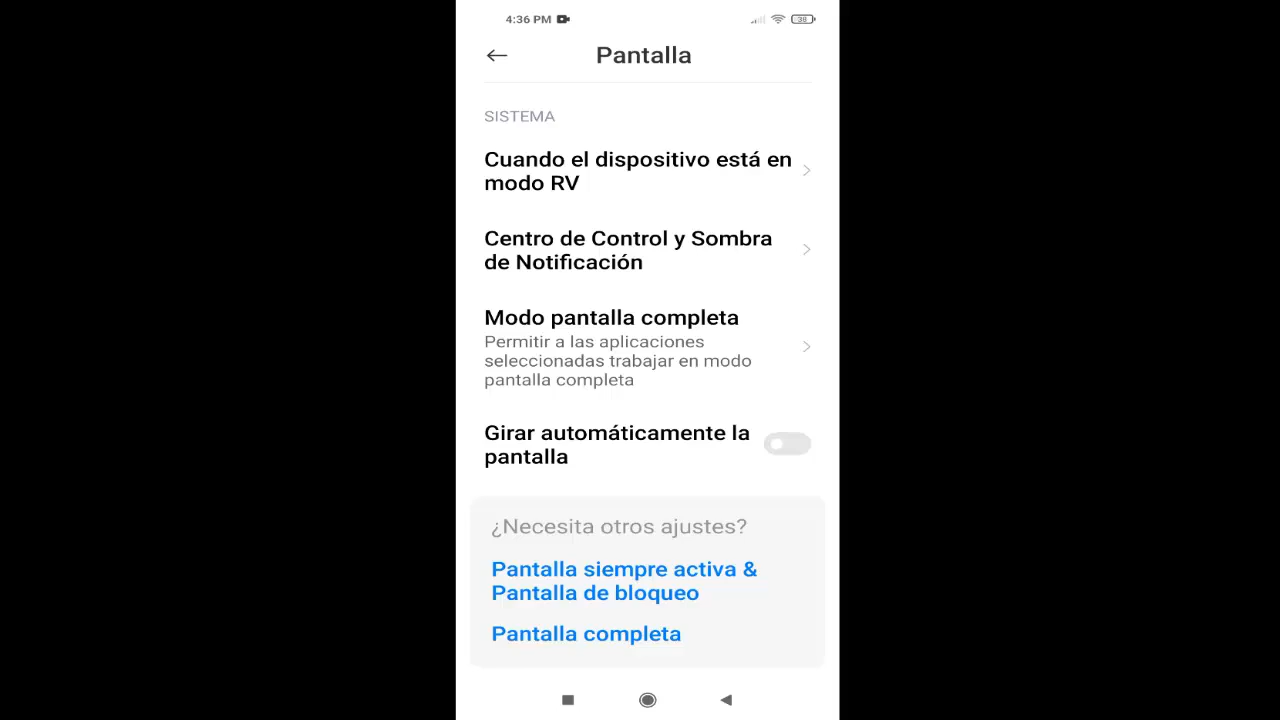 4:36 PM
38
Pantalla
SISTEMA
Cuando el dispositivo está en
modo RV
Centro de Control y Sombra
de Notificación
Modo pantalla completa
Permitir a las aplicaciones
seleccionadas trabajar en modo
pantalla completa
Girar automáticamente la
pantalla
¿Necesita otros ajustes?
Pantalla siempre activa &
Pantalla de bloqueo
Pantalla completa